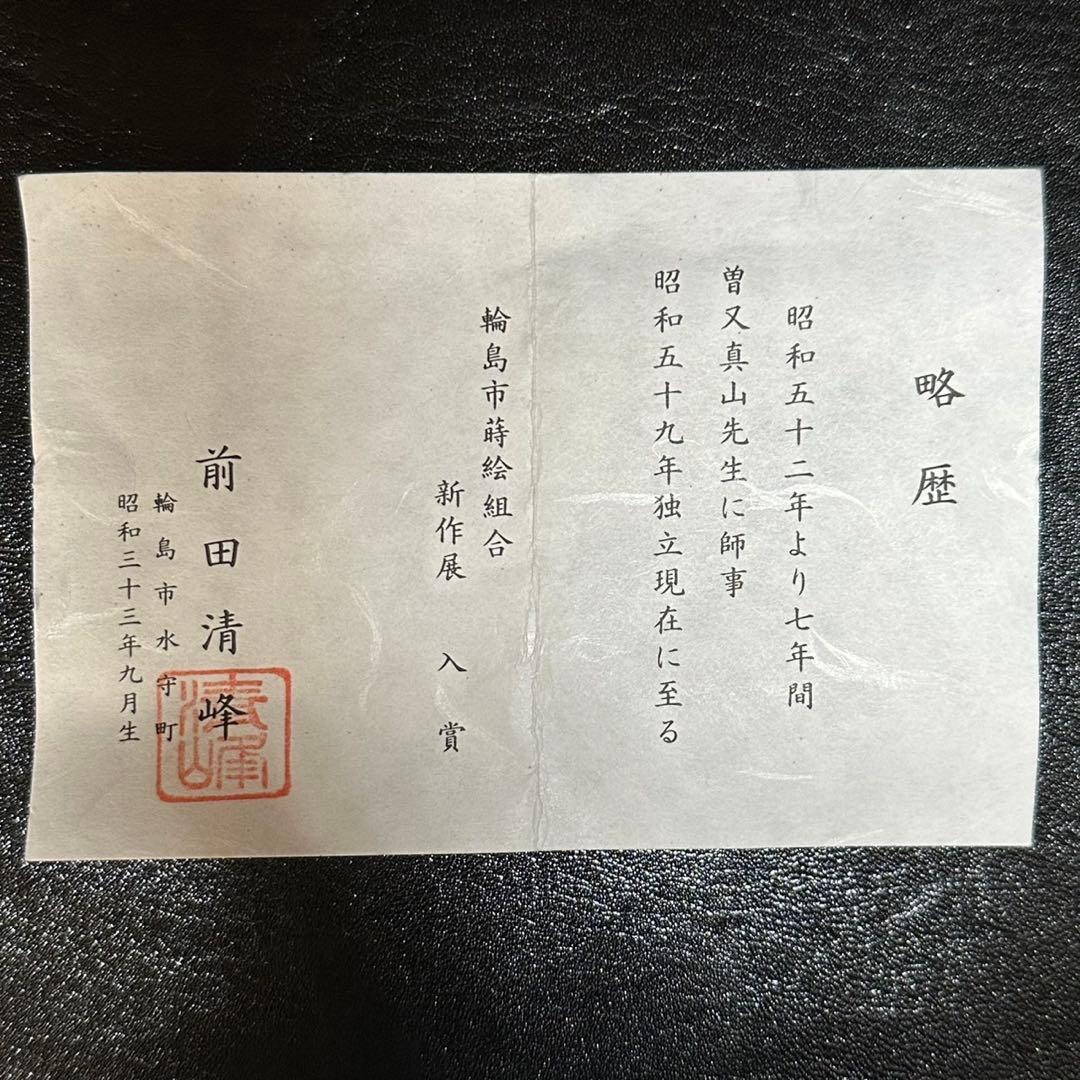 略歴
昭和五十二年より七年間
曽又真山先生に師事
昭和五十九年独立現在に至る
輪島市蒔絵組合
新作展 入賞
前田清峰
輪島市水守町
昭和三十三年九月生
清峰